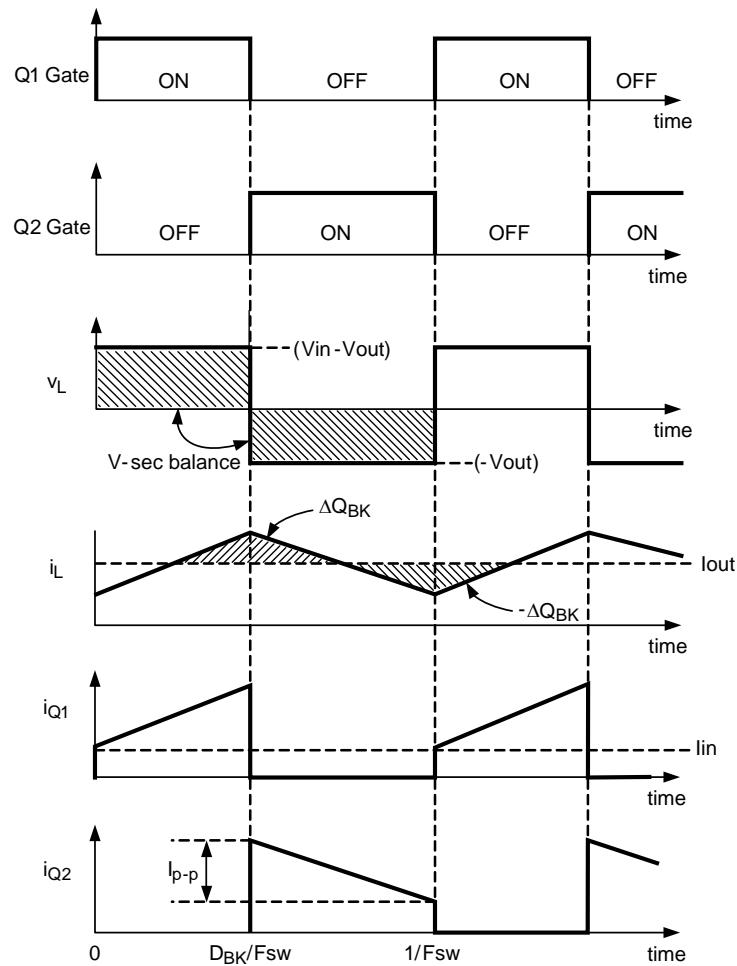 Q1 Gate
ON OFF ON OFF
time
Q2 Gate
OFF ON OFF ON
time
(Vin-Vout)
vL
time
V-sec balance
(-Vout)
ΔQBK
iL
Iout
-ΔQBK
time
iQ1
Iin
time
iQ2
Ip-p
0 DBK/Fsw 1/Fsw time